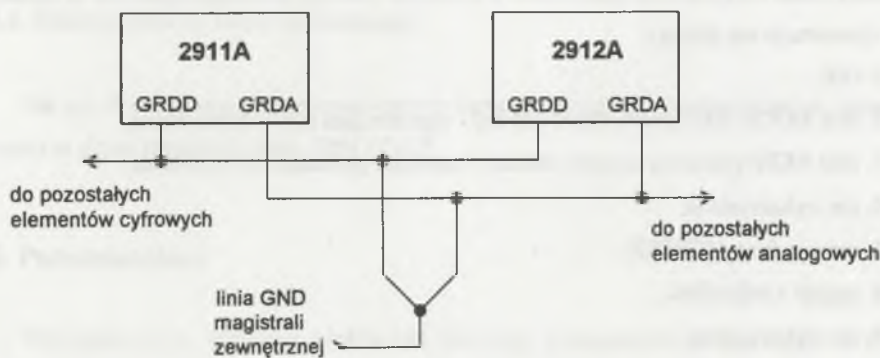 2911A
2912A
GRDD GRDA
GRDD GRDA
do pozostałych
elementów cyfrowych
do pozostałych
elementów analogowych
linia GND
magistrali
zewnętrznej